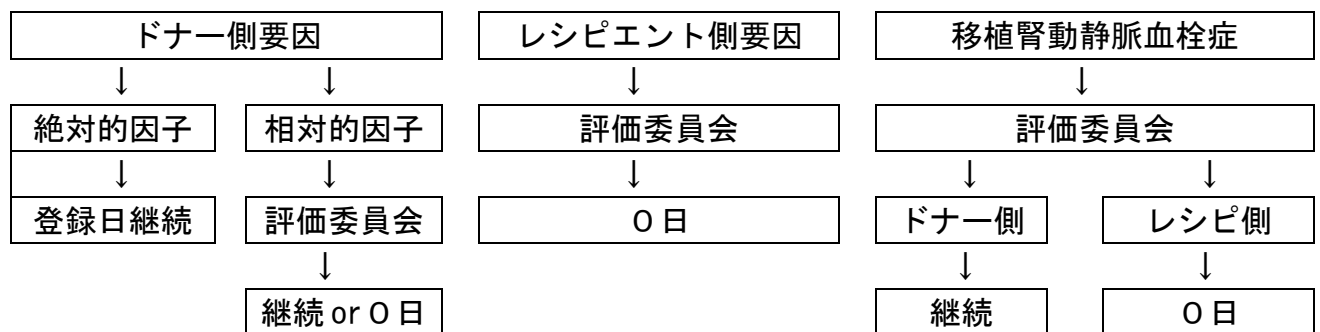 ドナー側要因 レシピエント側要因 移植腎動静脈血栓症
↓ ↓ ↓ ↓
絶対的因子 相対的因子 評価委員会 評価委員会
↓ ↓ ↓ ↓ ↓
登録日継続 評価委員会 0日 ドナー側 レシピ側
↓ ↓ ↓
継続 or 0日 継続 0日